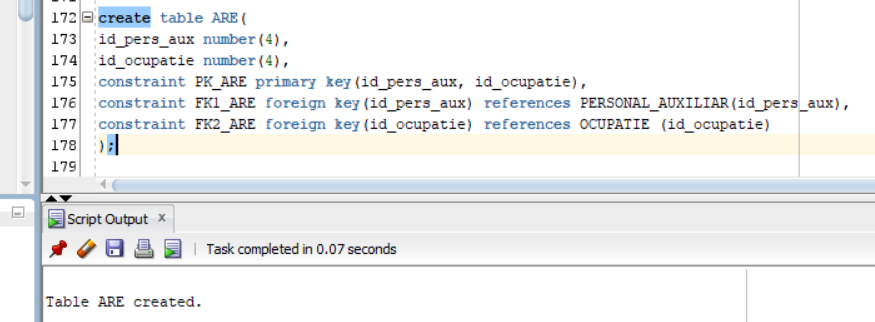 172 create table ARE(
173 id_pers_aux number(4),
174 id_ocupatie number(4),
175 constraint PK_ARE primary key(id_pers_aux, id_ocupatie),
176 constraint FK1_ARE foreign key(id_pers_aux) references PERSONAL_AUXILIAR(id_pers_aux),
177 constraint FK2_ARE foreign key(id_ocupatie) references OCUPATIE (id_ocupatie)
178 );
179
Script Output x
Task completed in 0.07 seconds
Table ARE created.